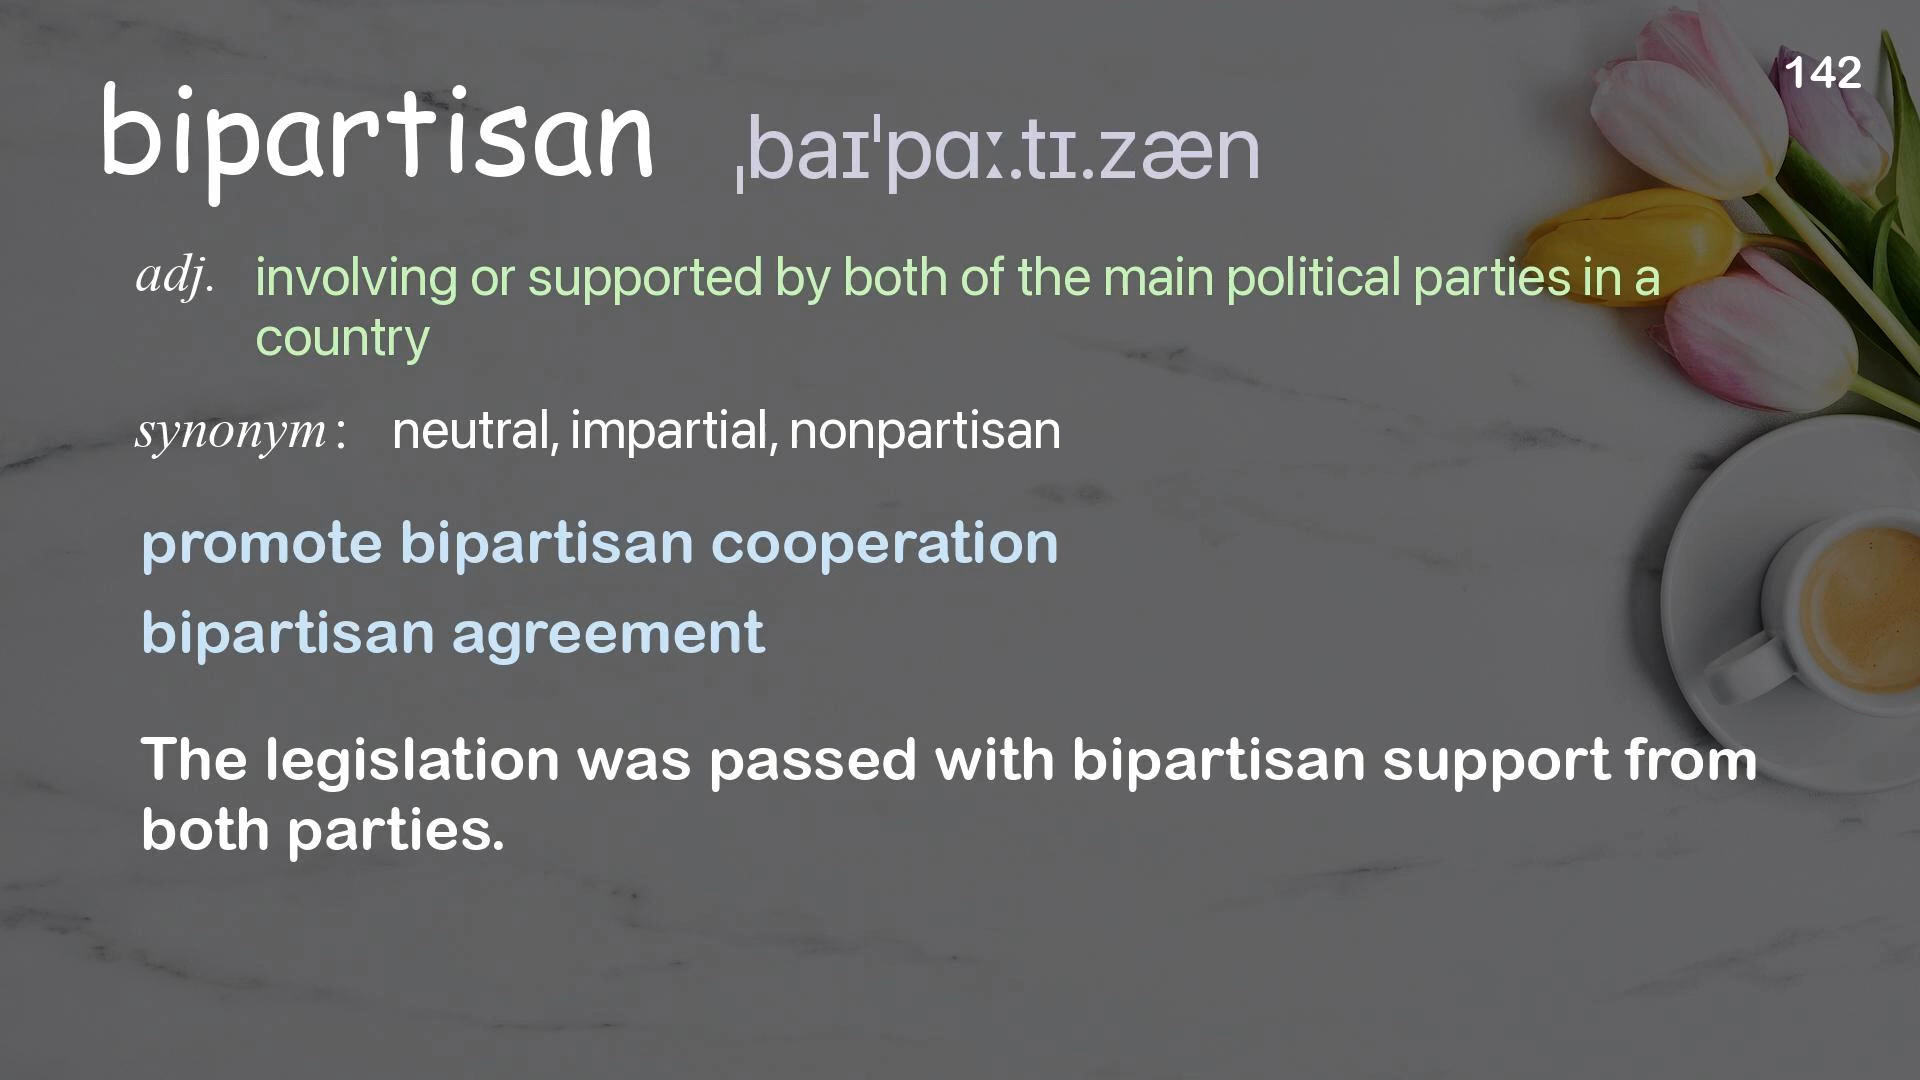 142
bipartisan ˌbaɪˈpɑː.tɪ.zæn
adj. involving or supported by both of the main political parties in a
country
synonym: neutral, impartial, nonpartisan
promote bipartisan cooperation
bipartisan agreement
The legislation was passed with bipartisan support from
both parties.